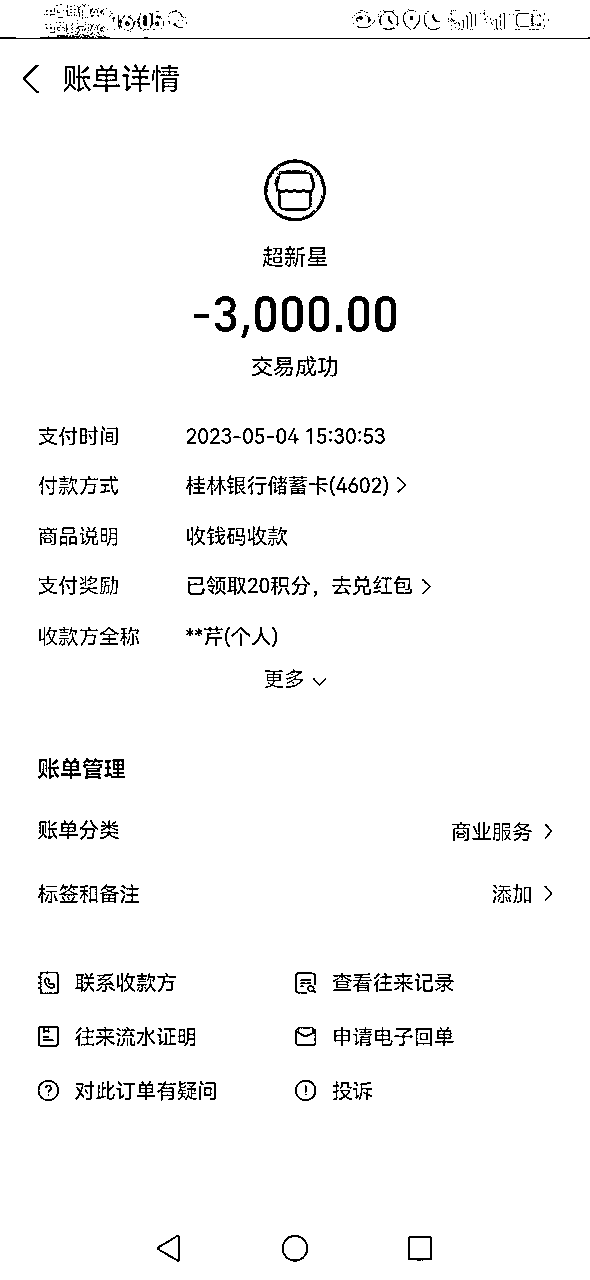 16:05
账单详情
超新星
-3,000.00
交易成功
支付时间 2023-05-04 15:30:53
付款方式 桂林银行储蓄卡(4602)
商品说明 收钱码收款
支付奖励 已领取20积分，去兑红包
收款方全称 **芹(个人)
更多
账单管理
账单分类 商业服务
标签和备注 添加
联系收款方 查看往来记录
往来流水证明 申请电子回单
对此订单有疑问 投诉